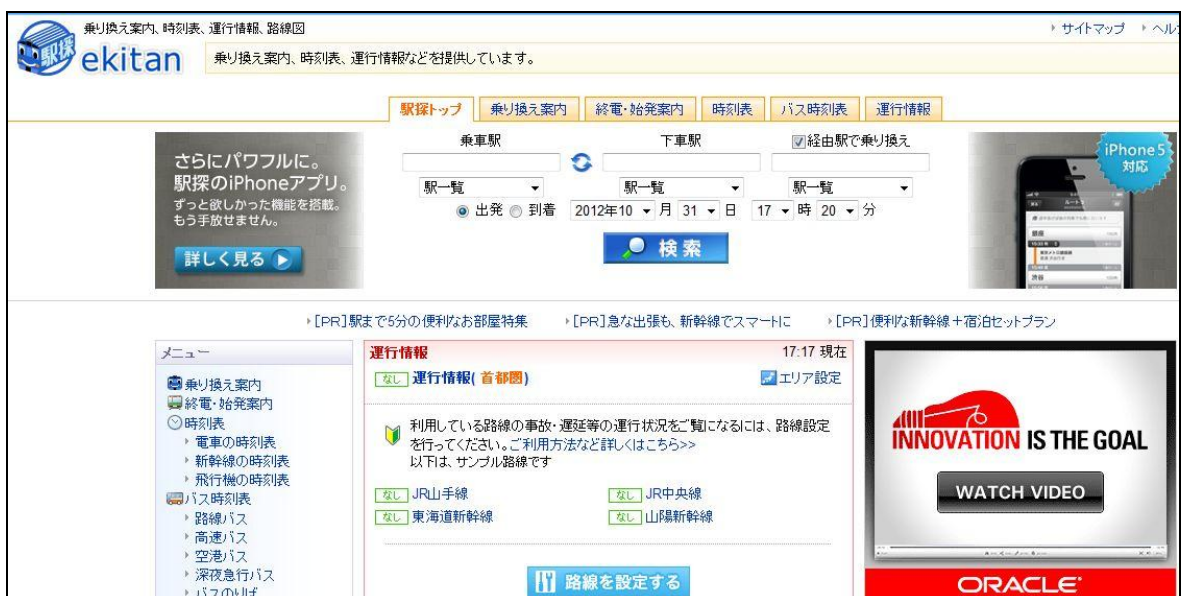 乗り換え案内、時刻表、運行情報、路線図
サイトマップ
駅探
ekitan
乗り換え案内、時刻表、運行情報などを提供しています。
駅探トップ
乗り換え案内
終電・始発案内
時刻表
バス時刻表
運行情報
さらにパワフルに。
駅探のiPhoneアプリ。
ずっと欲しかった機能を搭載。
もう手放せません。
詳しく見る
乗車駅
下車駅
経由駅で乗り換え
駅一覧
駅一覧
駅一覧
出発 到着 2012年10 月 31 日 17 時 20 分
検索
iPhone5
対応
銀座
渋谷
[PR]駅まで5分の便利なお部屋特集
[PR]急な出張も、新幹線でスマートに
[PR]便利な新幹線+宿泊セットプラン
メニュー
乗り換え案内
終電・始発案内
時刻表
電車の時刻表
新幹線の時刻表
飛行機の時刻表
バス時刻表
路線バス
高速バス
空港バス
深夜急行バス
バスのりば
運行情報
17:17 現在
なし 運行情報( 首都圏)
エリア設定
利用している路線の事故・遅延等の運行状況をご覧になるには、路線設定
を行ってください。ご利用方法など詳しくはこちら>>
以下は、サンプル路線です
なし JR山手線
なし JR中央線
なし 東海道新幹線
なし 山陽新幹線
路線を設定する
INNOVATION IS THE GOAL
WATCH VIDEO
ORACLE